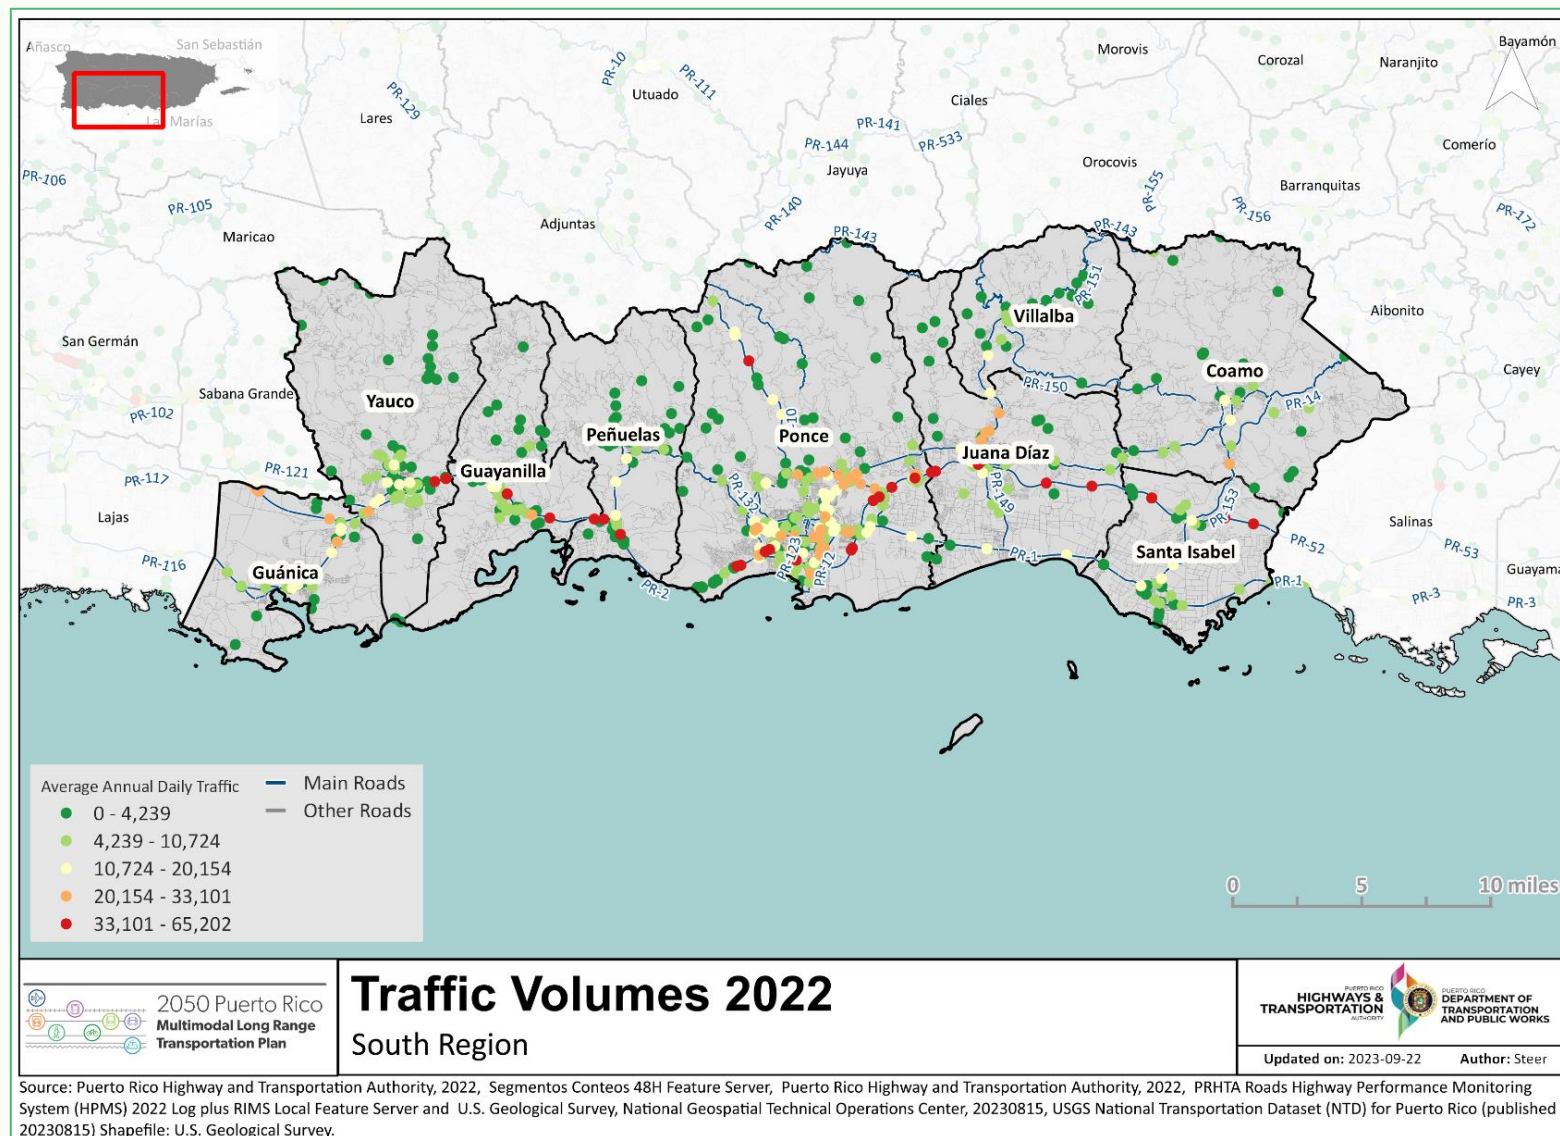 Añasco
San Sebastián
Las Marías
Lares
PR-129
PR-10
PR-111
Utuado
Morovis
Corozal
Naranjito
Bayamón
Ciales
PR-141
PR-144
PR-533
Jayuya
Orocovis
Comerío
PR-106
PR-105
Maricao
Adjuntas
PR-140
PR-143
PR-155
Barranquitas
PR-156
PR-143
PR-172
PR-151
Villalba
Aibonito
San Germán
Sabana Grande
Yauco
PR-150
Coamo
PR-14
Cayey
PR-102
Peñuelas
Ponce
Juana Díaz
Guayanilla
PR-117
PR-121
PR-132
PR-149
PR-153
Lajas
Salinas
PR-52
PR-53
PR-116
Guánica
PR-123
PR-12
PR-1
Santa Isabel
Guayama
PR-2
PR-1
PR-3
PR-3
Average Annual Daily Traffic
0 - 4,239
4,239 - 10,724
10,724 - 20,154
20,154 - 33,101
33,101 - 65,202
Main Roads
Other Roads
0 5 10 miles
2050 Puerto Rico
Multimodal Long Range
Transportation Plan
Traffic Volumes 2022
South Region
PUERTO RICO
HIGHWAYS &
TRANSPORTATION
AUTHORITY
PUERTO RICO
DEPARTMENT OF
TRANSPORTATION
AND PUBLIC WORKS
Updated on: 2023-09-22 Author: Steer
Source: Puerto Rico Highway and Transportation Authority, 2022, Segmentos Conteos 48H Feature Server, Puerto Rico Highway and Transportation Authority, 2022, PRHTA Roads Highway Performance Monitoring
System (HPMS) 2022 Log plus RIMS Local Feature Server and U.S. Geological Survey, National Geospatial Technical Operations Center, 20230815, USGS National Transportation Dataset (NTD) for Puerto Rico (published
20230815) Shapefile: U.S. Geological Survey.